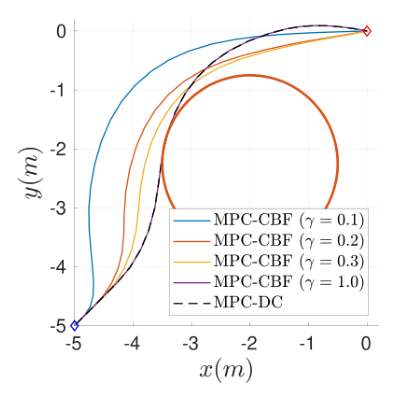 0
-1
-2
-3
-4
-5
y(m)
MPC-CBF (γ = 0.1)
MPC-CBF (γ = 0.2)
MPC-CBF (γ = 0.3)
MPC-CBF (γ = 1.0)
MPC-DC
-5 -4 -3 -2 -1 0
x(m)